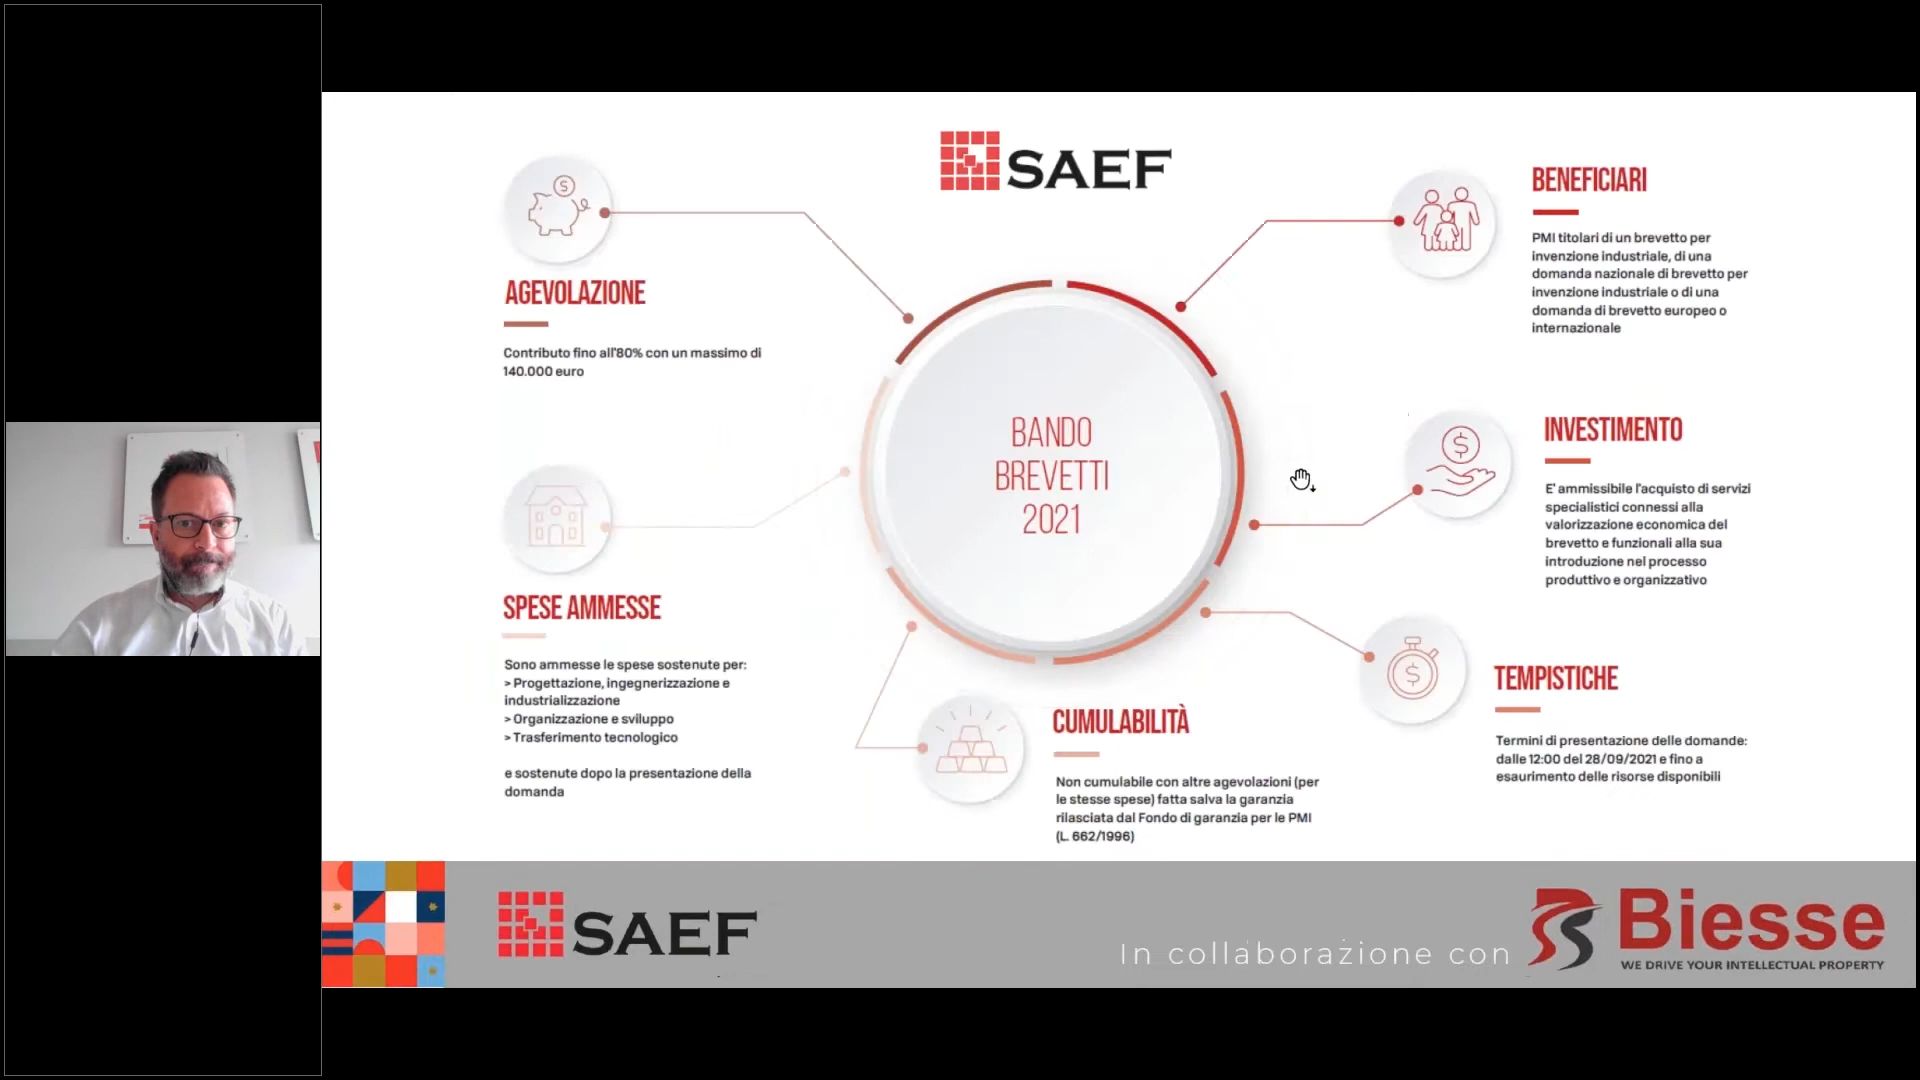 SAEF
AGEVOLAZIONE
Contributo fino all'80% con un massimo di
140.000 euro
SPESE AMMESSE
Sono ammesse le spese sostenute per:
> Progettazione, ingegnerizzazione e
industrializzazione
> Organizzazione e sviluppo
> Trasferimento tecnologico
e sostenute dopo la presentazione della
domanda
BANDO
BREVETTI
2021
CUMULABILITÀ
Non cumulabile con altre agevolazioni (per
le stesse spese) fatta salva la garanzia
rilasciata dal Fondo di garanzia per le PMI
(L. 662/1996)
BENEFICIARI
PMI titolari di un brevetto per
invenzione industriale, di una
domanda nazionale di brevetto per
invenzione industriale o di una
domanda di brevetto europeo o
internazionale
INVESTIMENTO
E' ammissibile l'acquisto di servizi
specialistici connessi alla
valorizzazione economica del
brevetto e funzionali alla sua
introduzione nel processo
produttivo e organizzativo
TEMPISTICHE
Termini di presentazione delle domande:
dalle 12:00 del 28/09/2021 e fino a
esaurimento delle risorse disponibili
SAEF
In collaborazione con
Biesse
WE DRIVE YOUR INTELLECTUAL PROPERTY